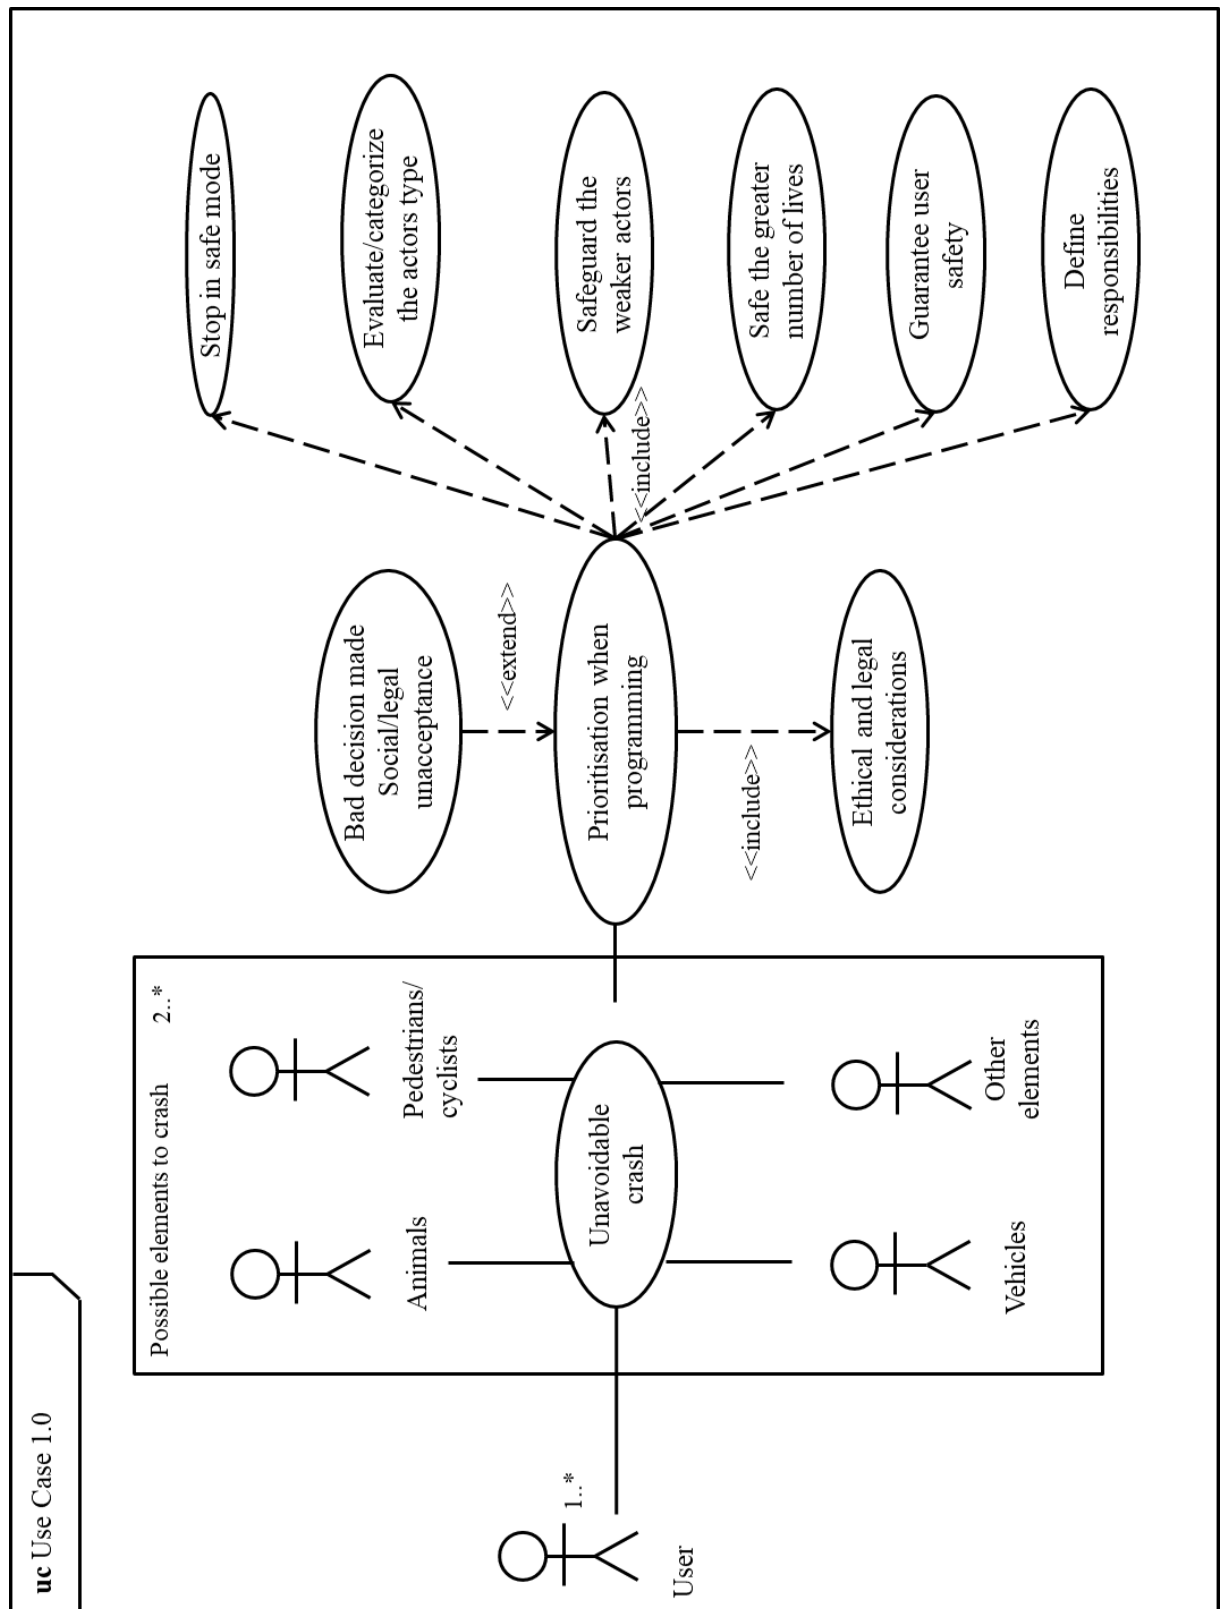 uc Use Case 1.0
User
1..*
Possible elements to crash
2..*
Animals
Pedestrians/
cyclists
Unavoidable
crash
Vehicles
Other
elements
Bad decision made
Social/legal
unacceptance
<<extend>>
Prioritisation when
programming
<<include>>
Ethical and legal
considerations
<<include>>
Stop in safe mode
Evaluate/categorize
the actors type
Safeguard the
weaker actors
Safe the greater
number of lives
Guarantee user
safety
Define
responsibilities